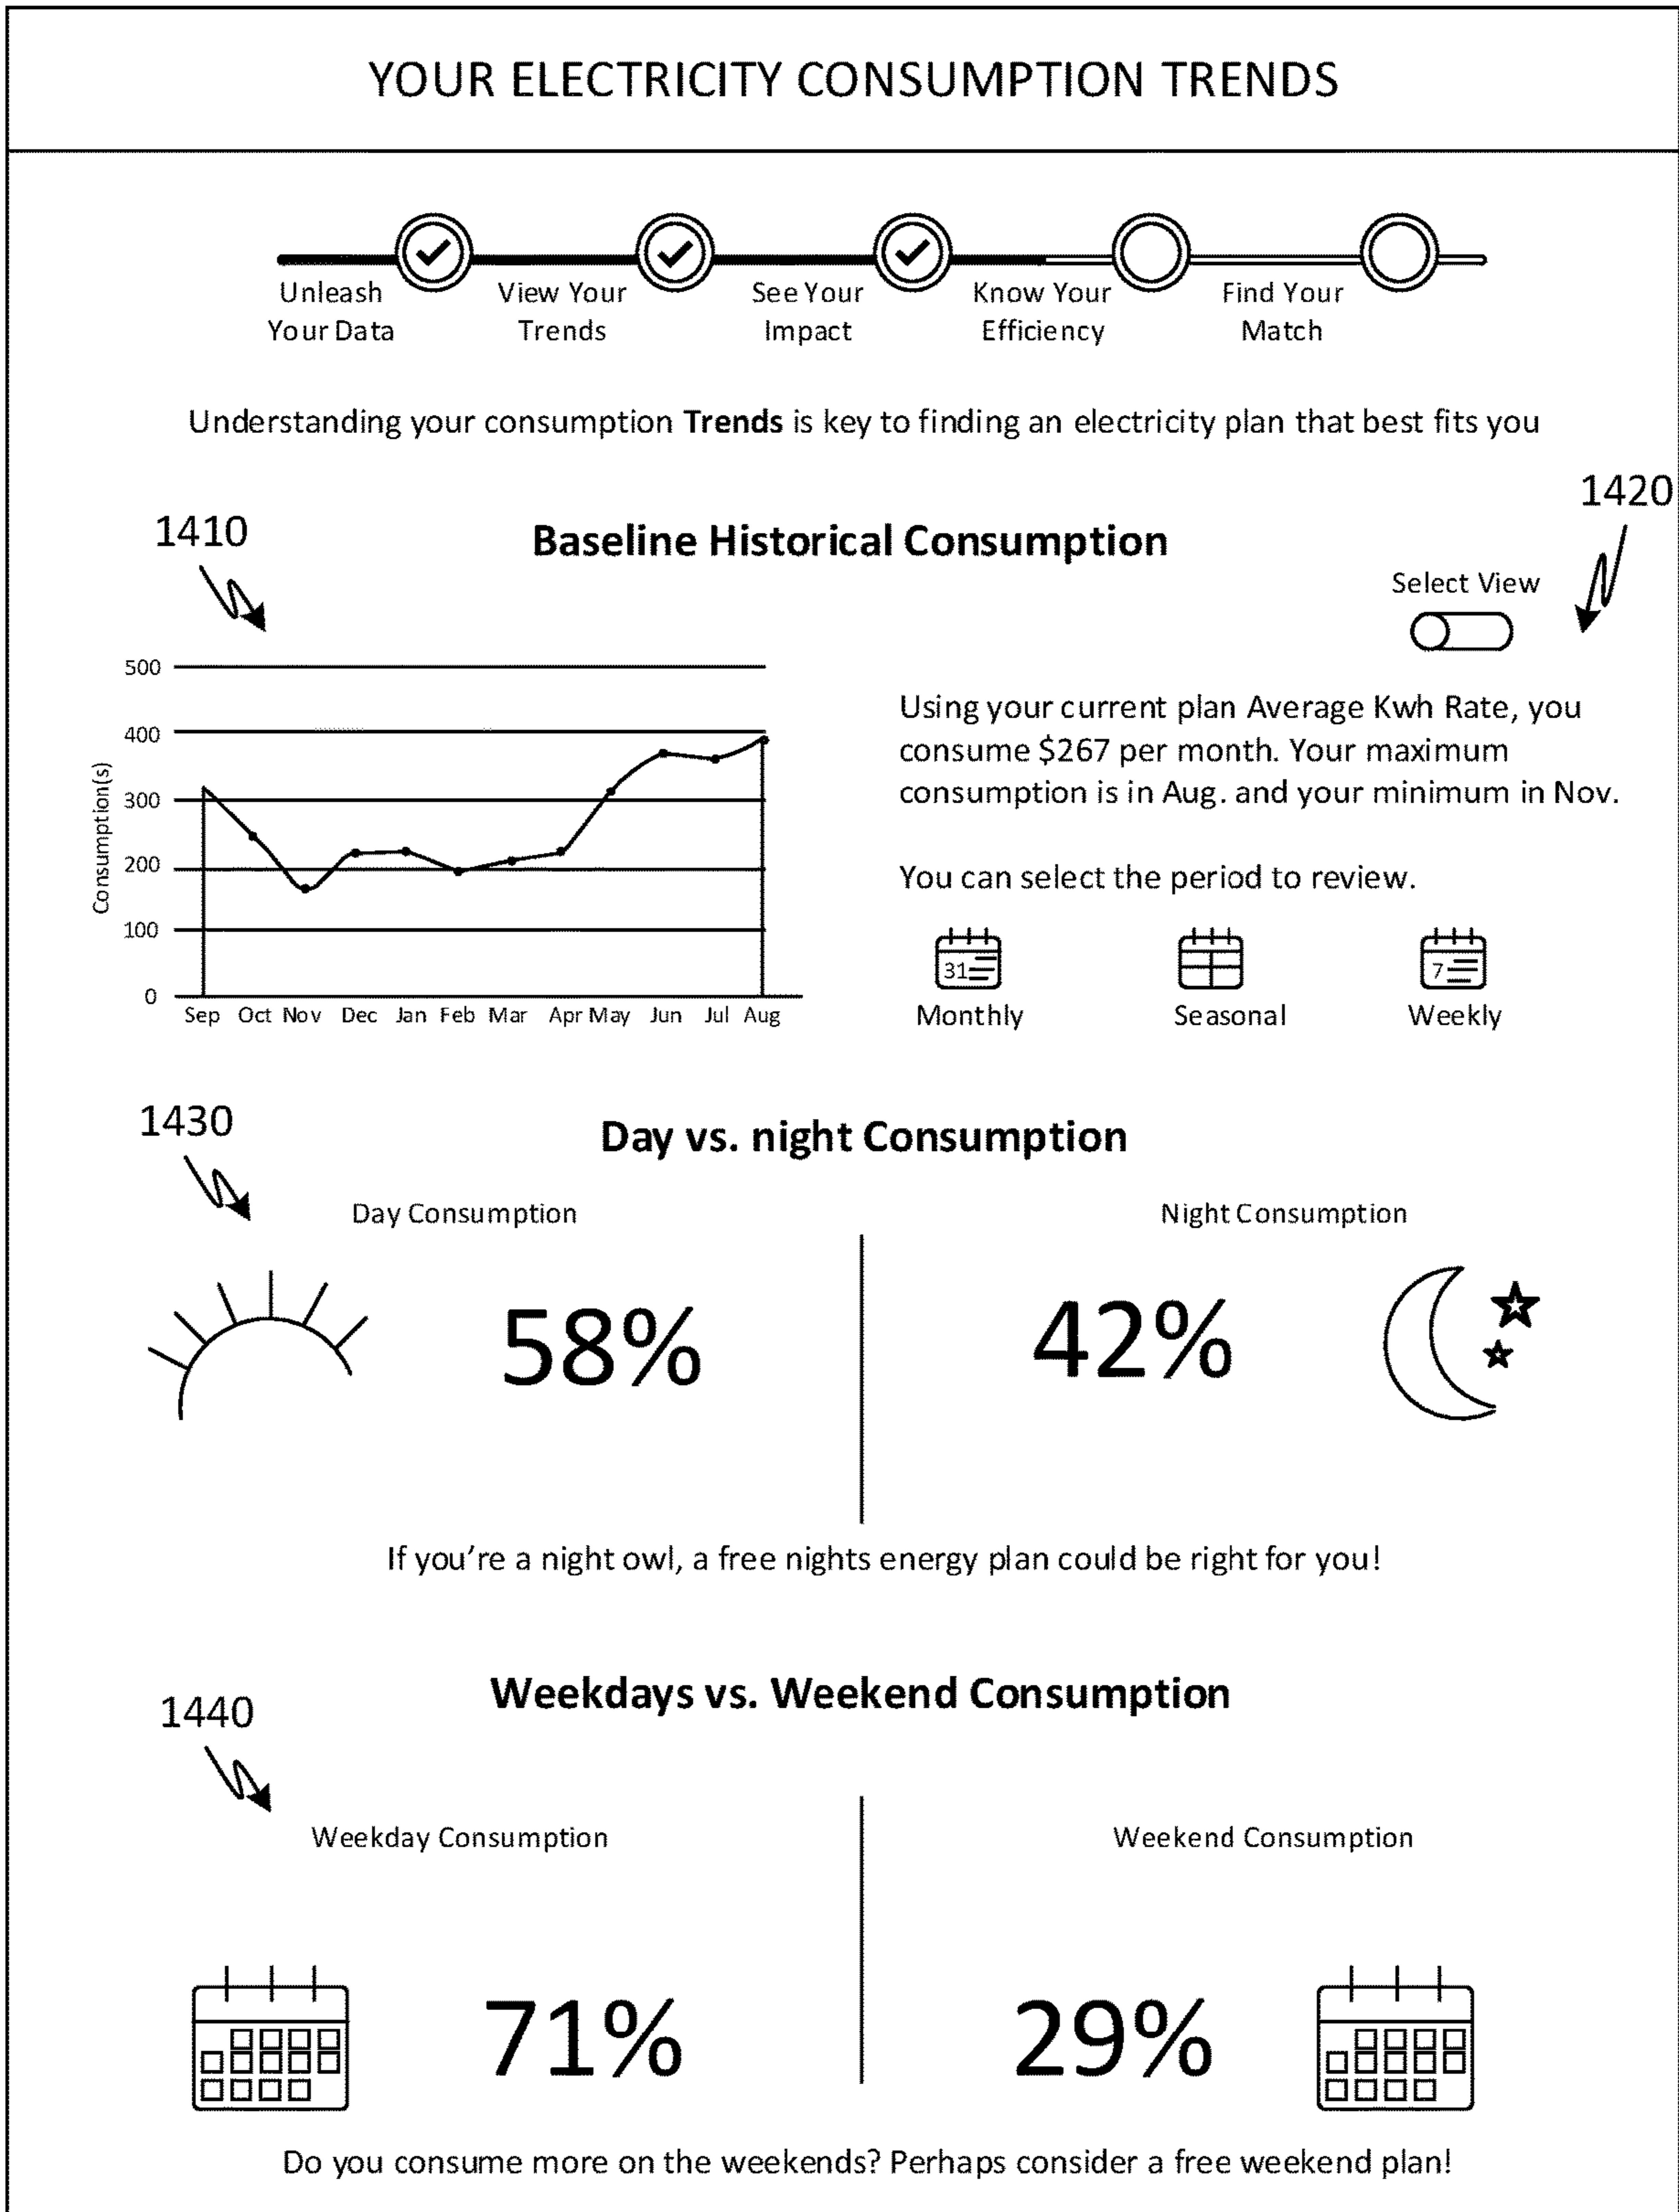 YOUR ELECTRICITY CONSUMPTION TRENDS
Unleash
Your Data
View Your
Trends
See Your
Impact
Know Your
Efficiency
Find Your
Match
Understanding your consumption Trends is key to finding an electricity plan that best fits you
1410
Baseline Historical Consumption
1420
Select View
Consumption(s)
500
400
300
200
100
0
Sep Oct Nov Dec Jan Feb Mar Apr May Jun Jul Aug
Using your current plan Average Kwh Rate, you
consume $267 per month. Your maximum
consumption is in Aug. and your minimum in Nov.
You can select the period to review.
31
7
Monthly
Seasonal
Weekly
1430
Day vs. night Consumption
Day Consumption
Night Consumption
58%
42%
If you're a night owl, a free nights energy plan could be right for you!
1440
Weekdays vs. Weekend Consumption
Weekday Consumption
Weekend Consumption
71%
29%
Do you consume more on the weekends? Perhaps consider a free weekend plan!